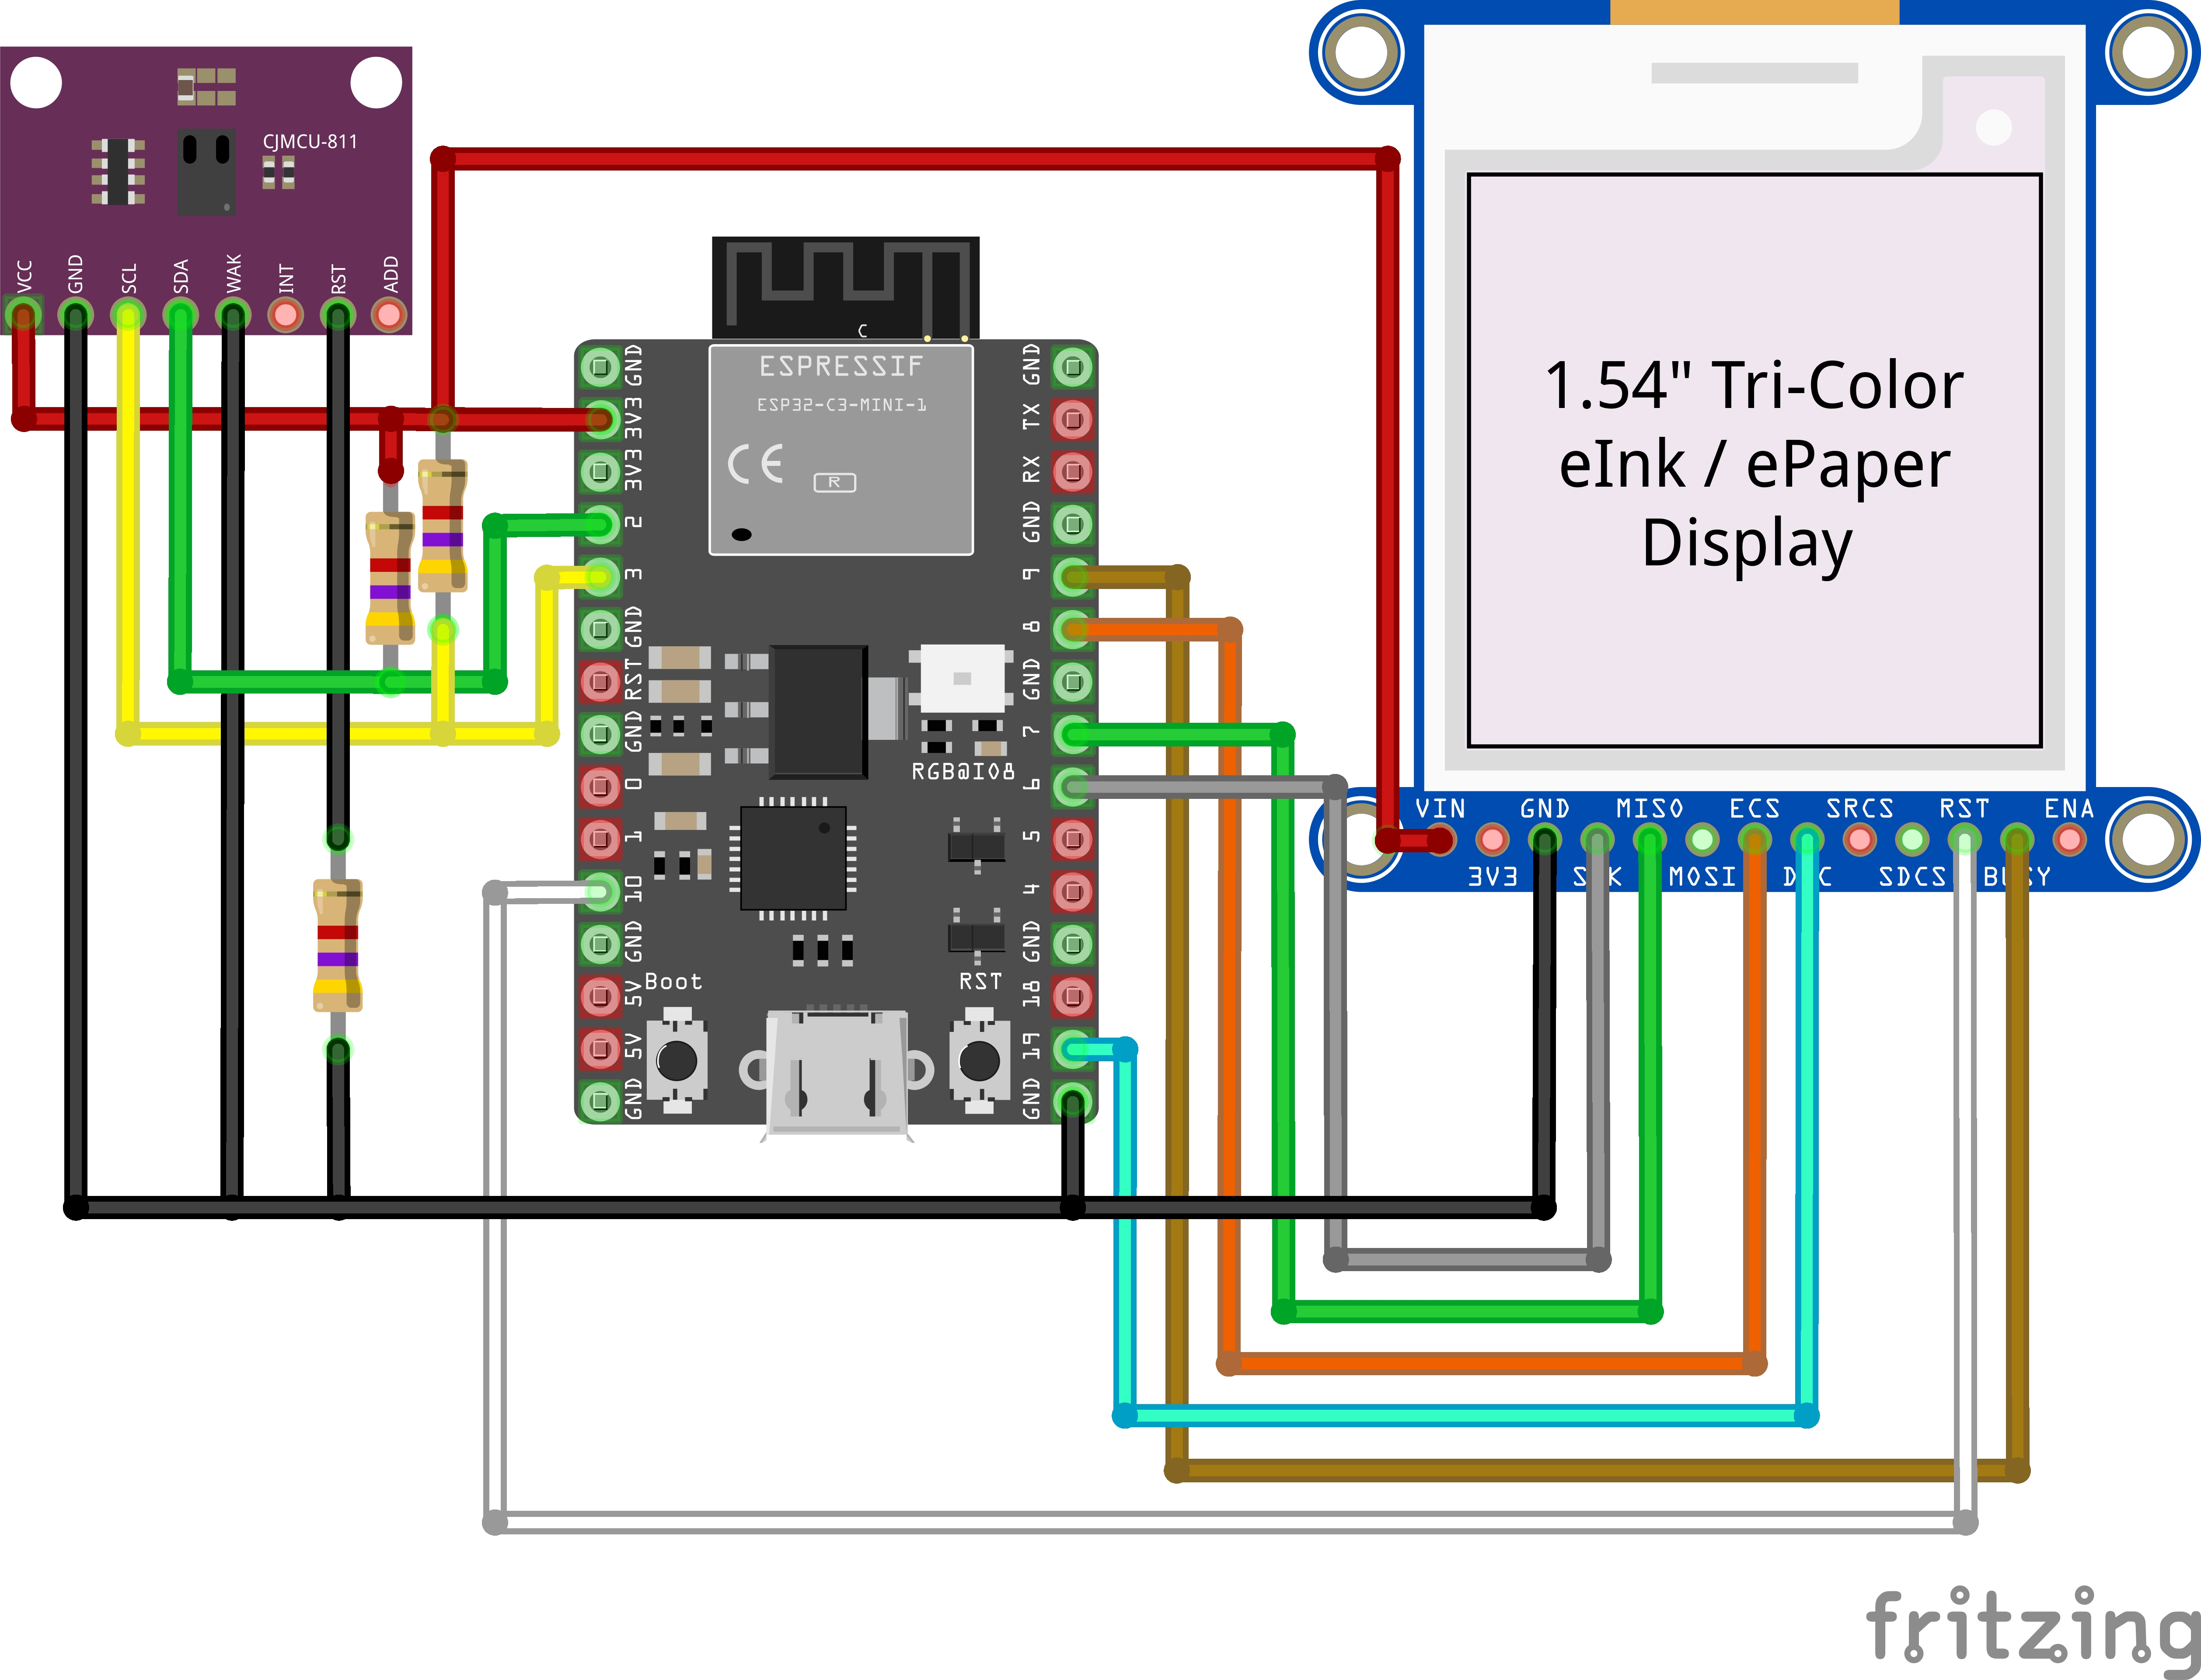 CJMCU-811
VCC
GND
SCL
SDA
WAK
INT
RST
ADD
C
ESPRESSIF
ESP32-C3-MINI-1
CE
R
GND
3V3
3V3
2
3
GND
RST
GND
0
1
10
GND
5V
5V
GND
GND
TX
RX
GND
9
8
GND
7
6
5
4
GND
18
19
GND
RGB@IO8
Boot
RST
1.54" Tri-Color
eInk / ePaper
Display
VIN GND MISO ECS SRCS RST ENA
3V3 MOSI SDCS
fritzing